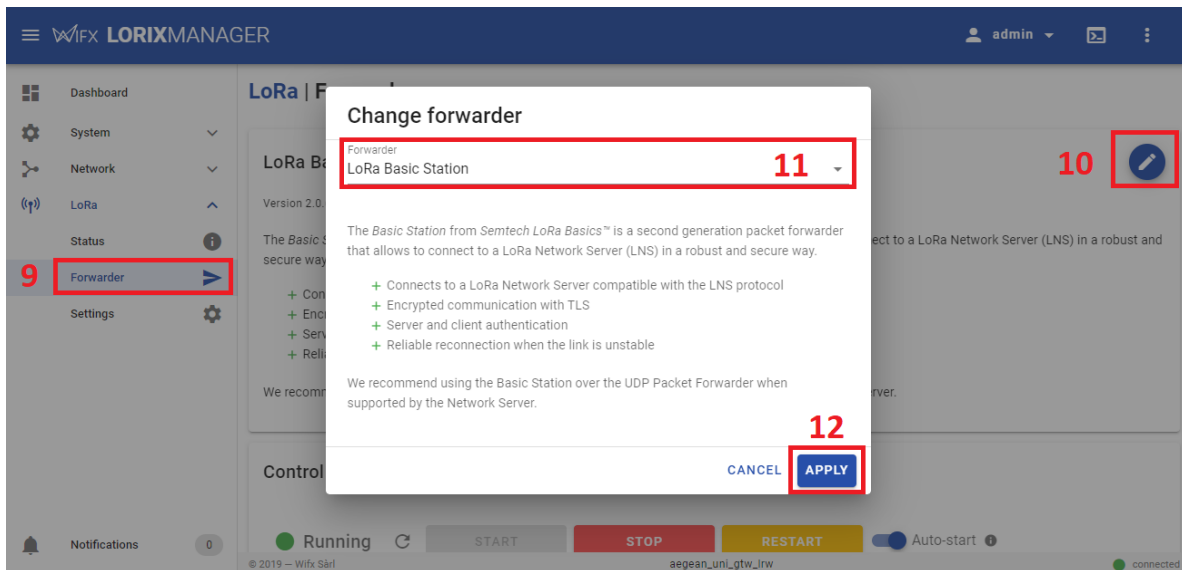 WIFX LORIXMANAGER
admin
Dashboard
System
Network
LoRa
Status
9
Forwarder
Settings
Notifications
0
LoRa | F
LoRa Ba
10
Version 2.0.
The Basic S
ect to a LoRa Network Server (LNS) in a robust and
secure way
+ Con
+ Enc
+ Serv
+ Relia
We recomm
rver.
Change forwarder
Forwarder
LoRa Basic Station
11
The Basic Station from Semtech LoRa Basics™ is a second generation packet forwarder
that allows to connect to a LoRa Network Server (LNS) in a robust and secure way.
+ Connects to a LoRa Network Server compatible with the LNS protocol
+ Encrypted communication with TLS
+ Server and client authentication
+ Reliable reconnection when the link is unstable
We recommend using the Basic Station over the UDP Packet Forwarder when
supported by the Network Server.
12
CANCEL
APPLY
Control
Running
START
STOP
RESTART
Auto-start
© 2019 — Wifx Sàrl
aegean_uni_gtw_lrw
connected